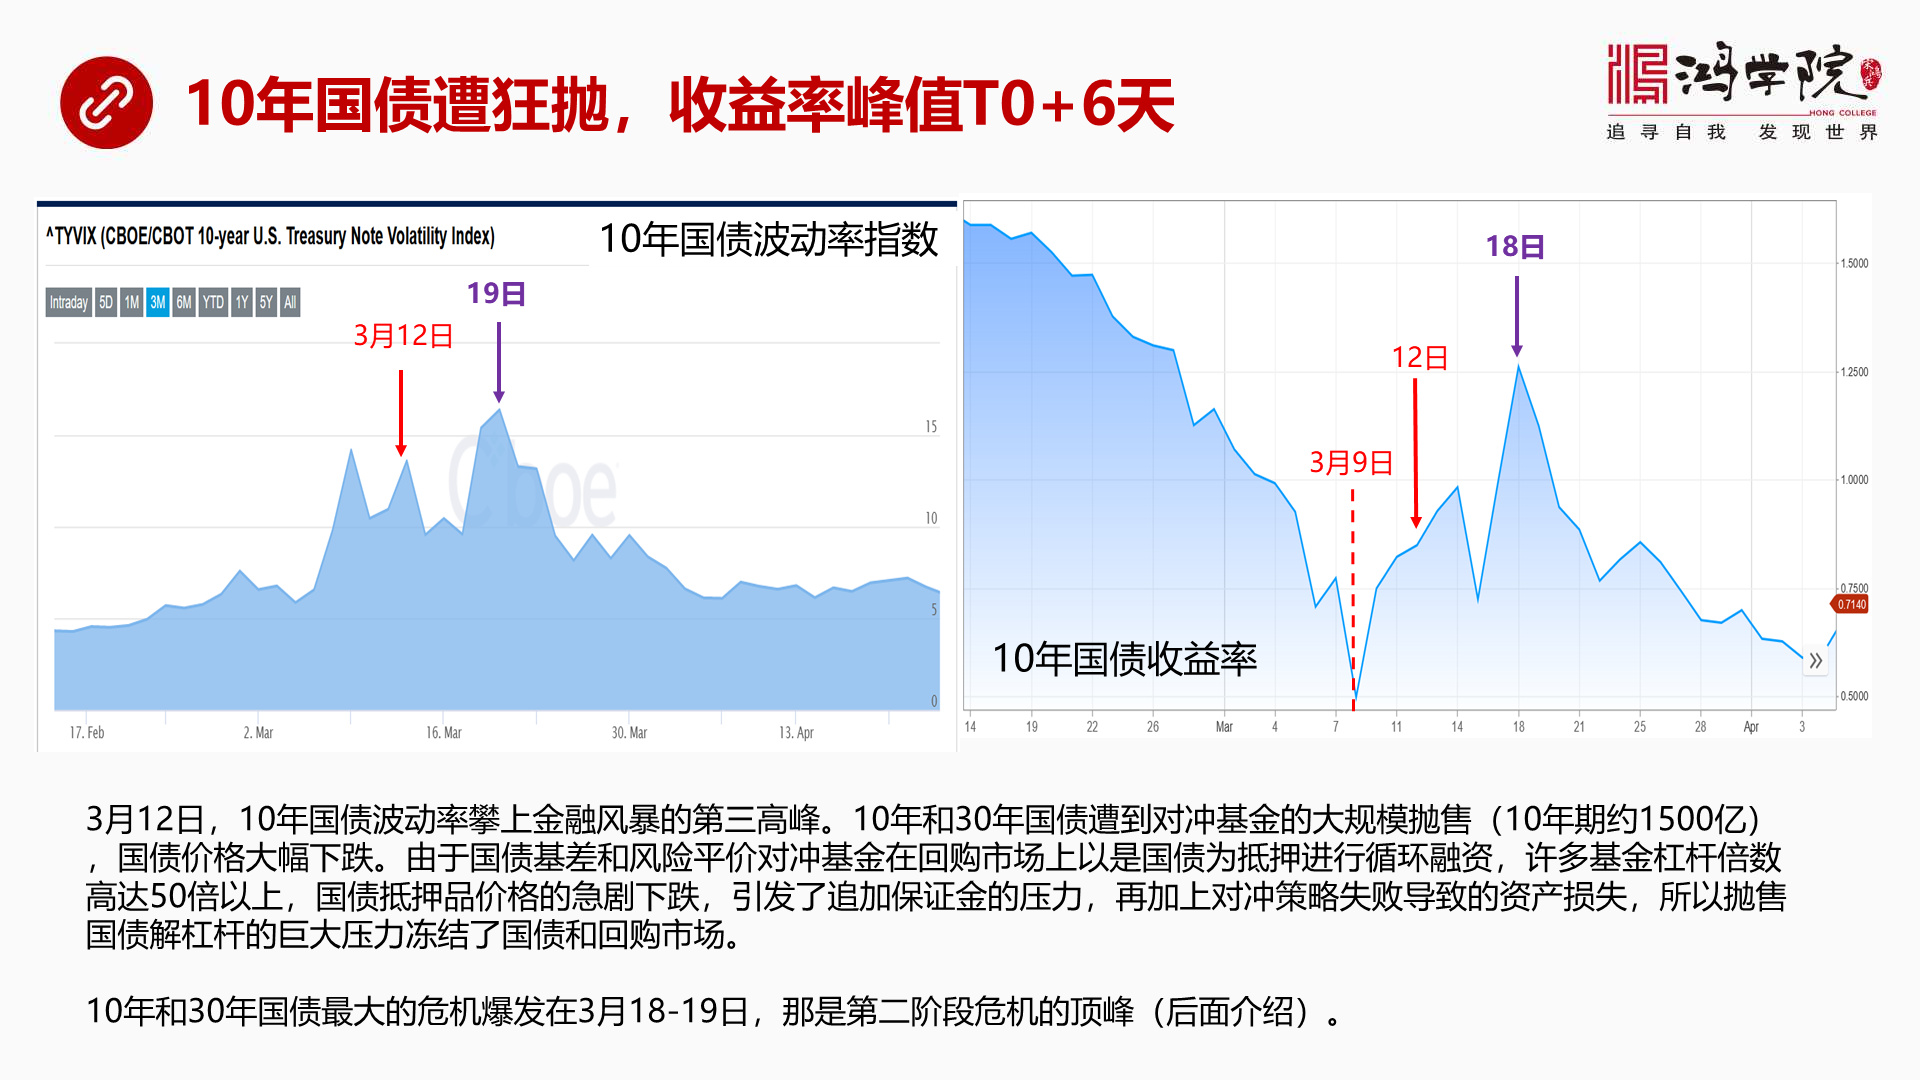 10年国债遭狂抛，收益率峰值T0+6天
鸿学院
HONG COLLEGE
追寻自我 发现世界
^TYVIX (CBOE/CBOT 10-year U.S. Treasury Note Volatility Index)
10年国债波动率指数
Intraday 5D 1M 3M 6M YTD 1Y 5Y All
19日
3月12日
Cboe
15
10
5
0
17. Feb 2. Mar 16. Mar 30. Mar 13. Apr
18日
12日
3月9日
10年国债收益率
1.5000
1.2500
1.0000
0.7500
0.7140
0.5000
»
14 19 22 26 Mar 4 7 11 14 18 21 25 28 Apr 3
3月12日，10年国债波动率攀上金融风暴的第三高峰。10年和30年国债遭到对冲基金的大规模抛售（10年期约1500亿）
，国债价格大幅下跌。由于国债基差和风险平价对冲基金在回购市场上以是国债为抵押进行循环融资，许多基金杠杆倍数
高达50倍以上，国债抵押品价格的急剧下跌，引发了追加保证金的压力，再加上对冲策略失败导致的资产损失，所以抛售
国债解杠杆的巨大压力冻结了国债和回购市场。
10年和30年国债最大的危机爆发在3月18-19日，那是第二阶段危机的顶峰（后面介绍）。